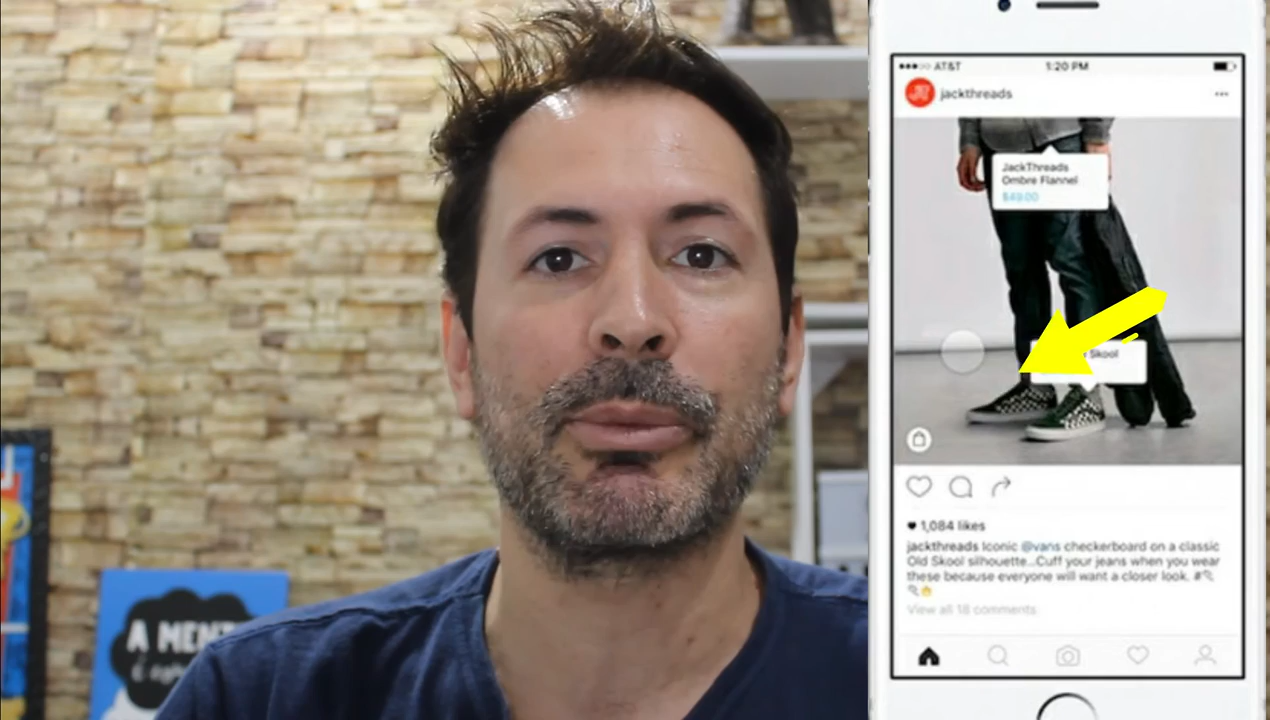 A MENT
AT&T
1:20 PM
jackthreads
JackThreads
Ombre Flannel
$49.00
Skool
1,084 likes
jackthreads Iconic @vans checkerboard on a classic
Old Skool silhouette...Cuff your jeans when you wear
these because everyone will want a closer look. #
View all 18 comments